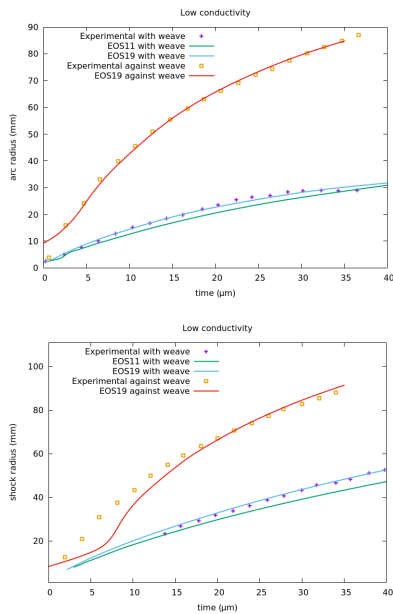 Low conductivity
Experimental with weave
EOS11 with weave
EOS19 with weave
Experimental against weave
EOS19 against weave
90
80
70
60
50
40
30
20
10
0
arc radius (mm)
0 5 10 15 20 25 30 35 40
time (μm)
Low conductivity
Experimental with weave
EOS11 with weave
EOS19 with weave
Experimental against weave
EOS19 against weave
100
80
60
40
20
shock radius (mm)
0 5 10 15 20 25 30 35 40
time (μm)